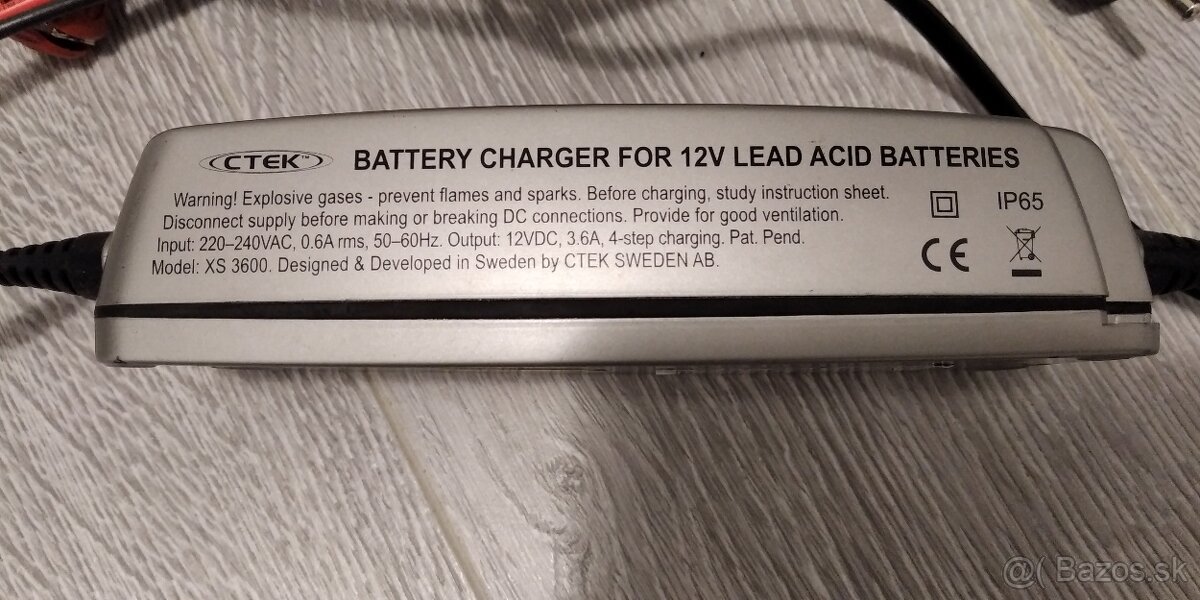 CTEK™ BATTERY CHARGER FOR 12V LEAD ACID BATTERIES
Warning! Explosive gases - prevent flames and sparks. Before charging, study instruction sheet.
Disconnect supply before making or breaking DC connections. Provide for good ventilation.
Input: 220–240VAC, 0.6A rms, 50–60Hz. Output: 12VDC, 3.6A, 4-step charging. Pat. Pend.
Model: XS 3600. Designed & Developed in Sweden by CTEK SWEDEN AB.
IP65
CE
@( Bazos.sk